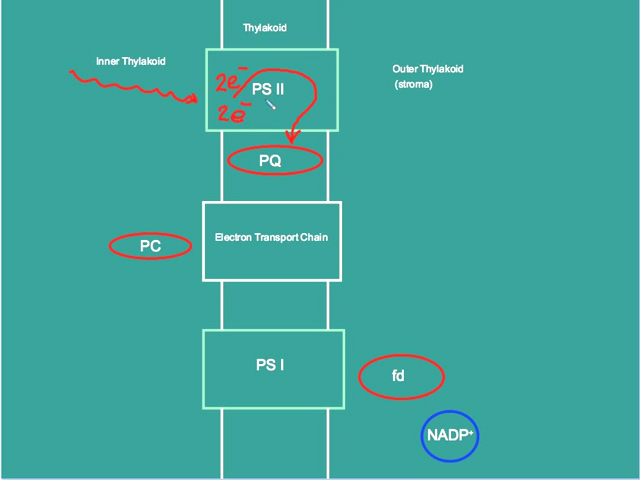 Thylakoid
Inner Thylakoid
Outer Thylakoid
(stroma)
2e⁻
PS II
2e⁻
PQ
PC
Electron Transport Chain
PS I
fd
NADP⁺